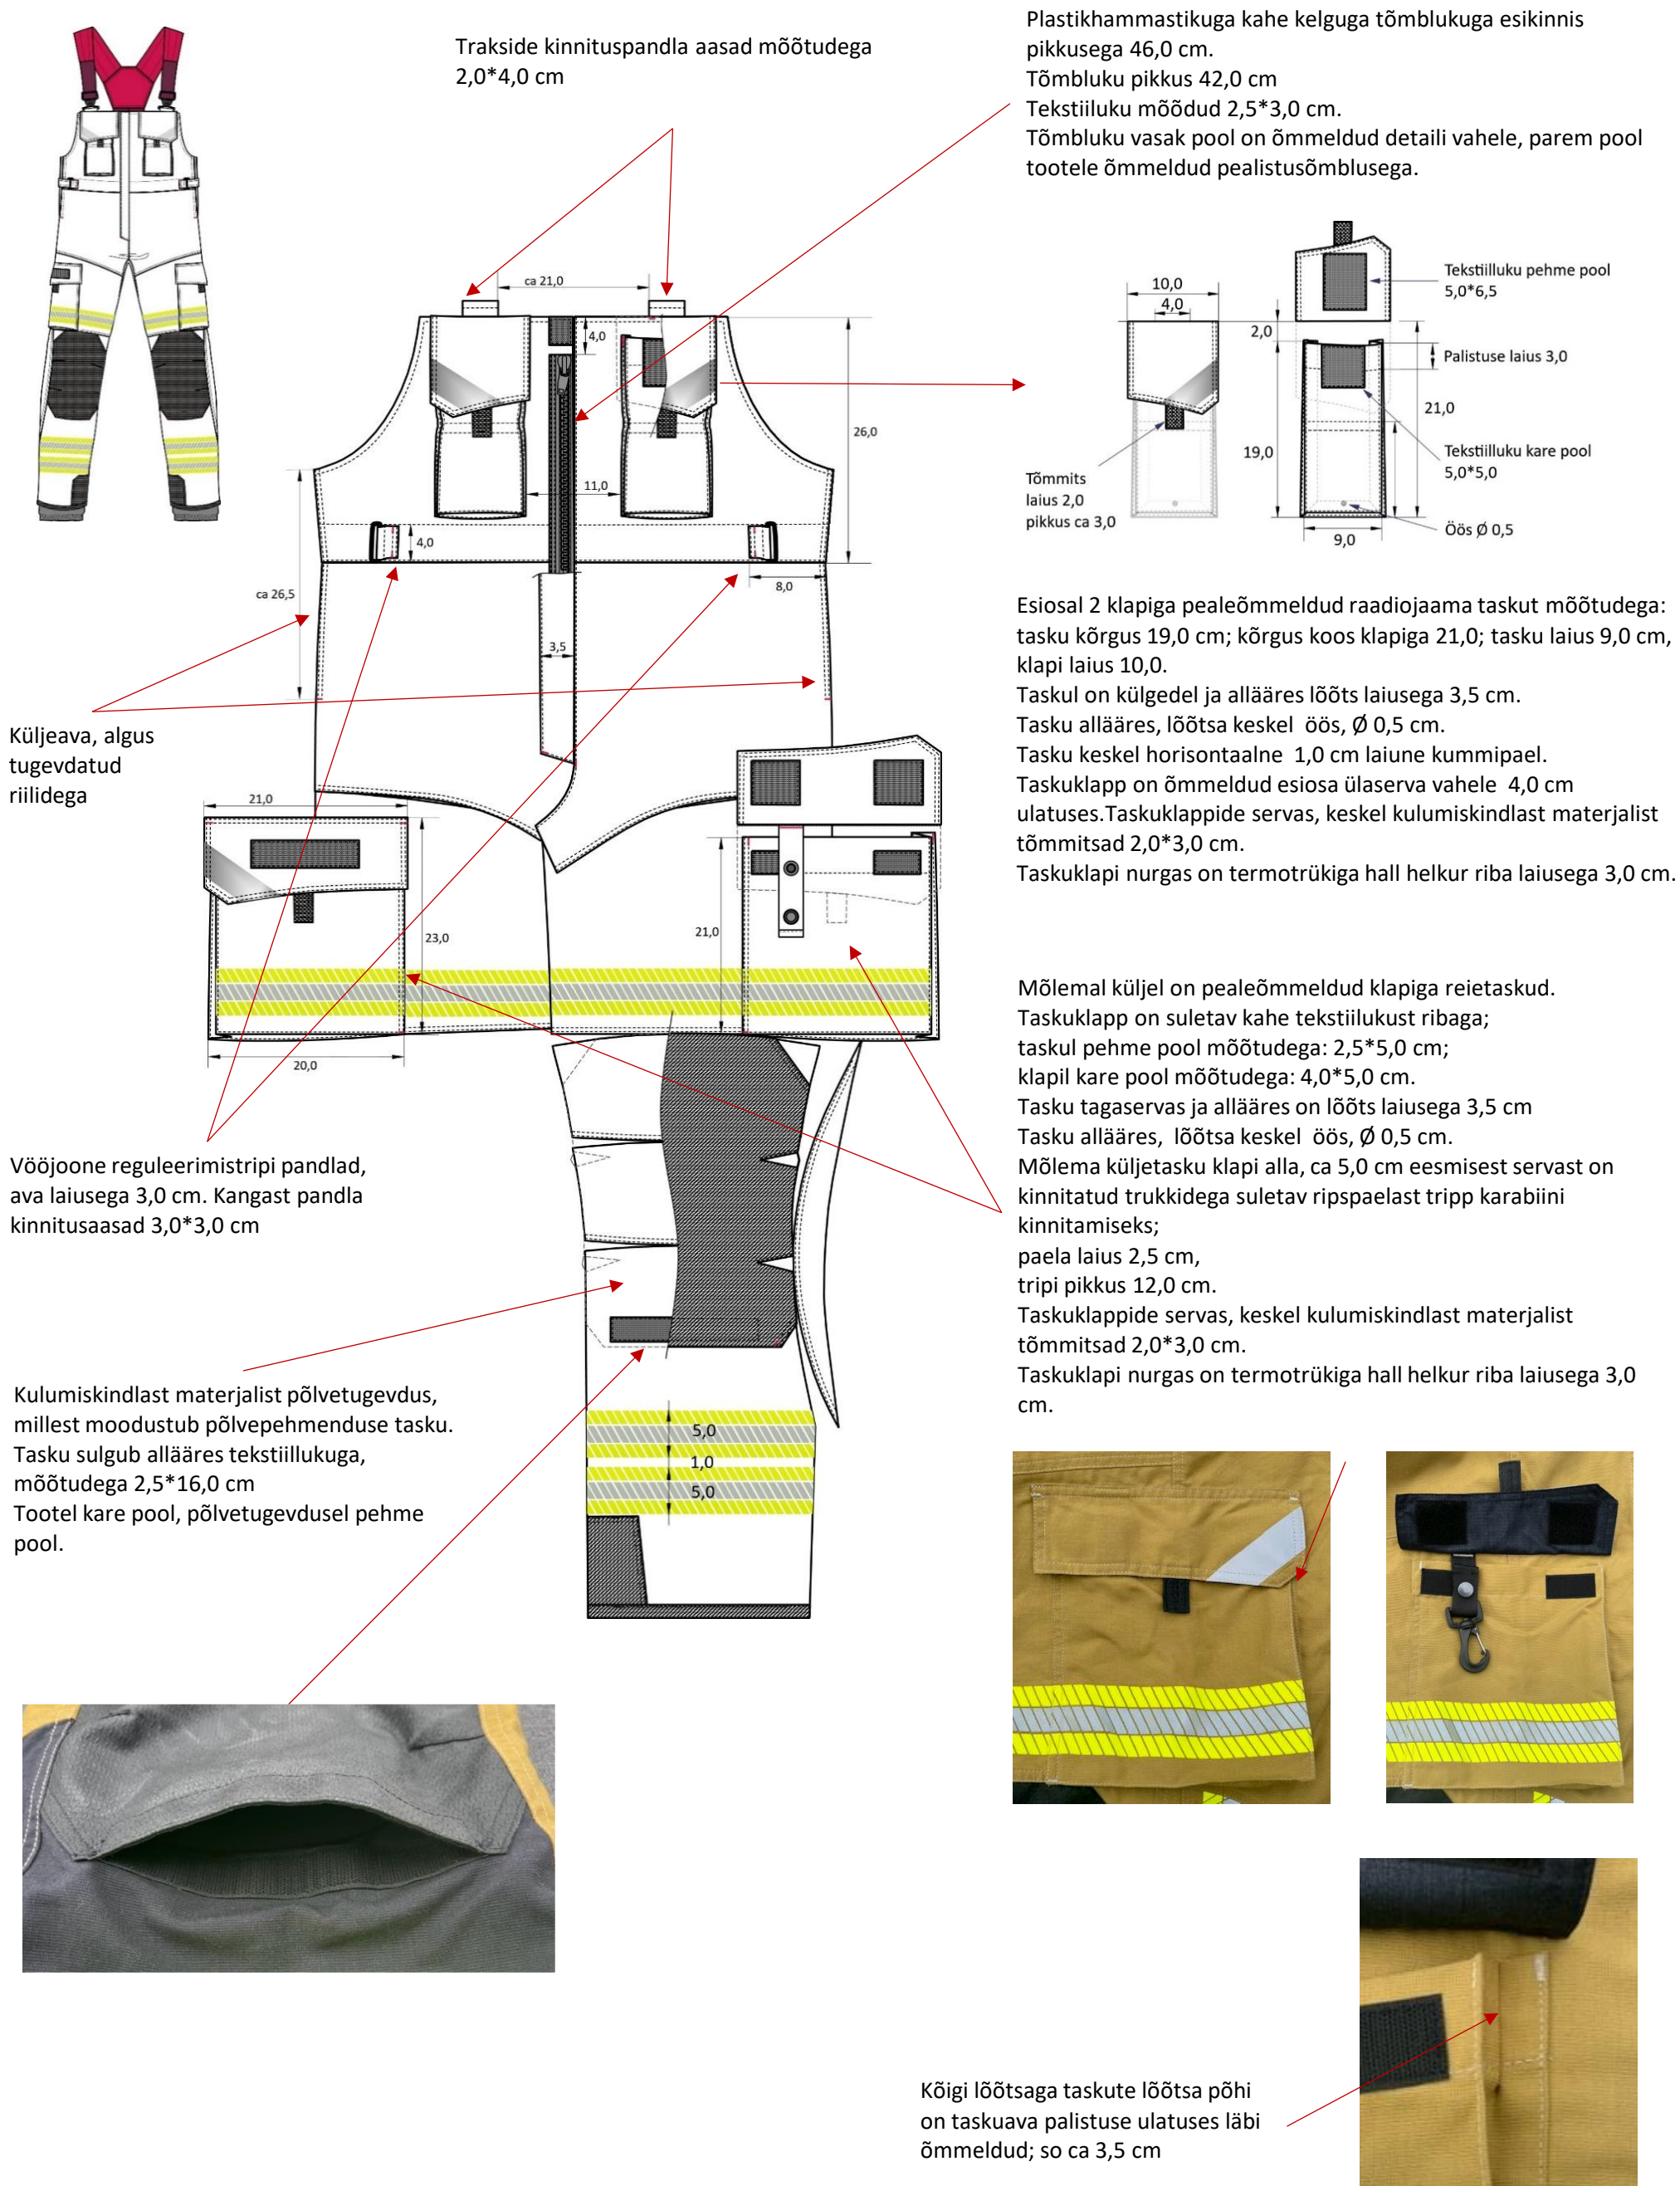 Trakside kinnituspandla aasad mõõtudega
2,0*4,0 cm
Plastikhammastikuga kahe kelguga tõmblukuga esikinnis
pikkusega 46,0 cm.
Tõmbluku pikkus 42,0 cm
Tekstiiluku mõõdud 2,5*3,0 cm.
Tõmbluku vasak pool on õmmeldud detaili vahele, parem pool
tootele õmmeldud pealistusõmblusega.
ca 21,0
4,0
26,0
11,0
4,0
8,0
ca 26,5
3,5
10,0
4,0
2,0
19,0
21,0
9,0
Tekstiilluku pehme pool
5,0*6,5
Palistuse laius 3,0
Tekstiilluku kare pool
5,0*5,0
Öös Ø 0,5
Tõmmits
laius 2,0
pikkus ca 3,0
Esiosal 2 klapiga pealeõmmeldud raadiojaama taskut mõõtudega:
tasku kõrgus 19,0 cm; kõrgus koos klapiga 21,0; tasku laius 9,0 cm,
klapi laius 10,0.
Taskul on külgedel ja allääres lõõts laiusega 3,5 cm.
Tasku allääres, lõõtsa keskel öös, Ø 0,5 cm.
Tasku keskel horisontaalne 1,0 cm laiune kummipael.
Taskuklapp on õmmeldud esiosa ülaserva vahele 4,0 cm
ulatuses.Taskuklappide servas, keskel kulumiskindlast materjalist
tõmmitsad 2,0*3,0 cm.
Taskuklapi nurgas on termotrükiga hall helkur riba laiusega 3,0 cm.
Küljeava, algus
tugevdatud
riilidega
21,0
23,0
20,0
21,0
Mõlemal küljel on pealeõmmeldud klapiga reietaskud.
Taskuklapp on suletav kahe tekstiilukust ribaga;
taskul pehme pool mõõtudega: 2,5*5,0 cm;
klapil kare pool mõõtudega: 4,0*5,0 cm.
Tasku tagaservas ja allääres on lõõts laiusega 3,5 cm
Tasku allääres, lõõtsa keskel öös, Ø 0,5 cm.
Mõlema küljetasku klapi alla, ca 5,0 cm eesmisest servast on
kinnitatud trukkidega suletav ripspaelast tripp karabiini
kinnitamiseks;
paela laius 2,5 cm,
tripi pikkus 12,0 cm.
Taskuklappide servas, keskel kulumiskindlast materjalist
tõmmitsad 2,0*3,0 cm.
Taskuklapi nurgas on termotrükiga hall helkur riba laiusega 3,0
cm.
Vööjoone reguleerimistripi pandlad,
ava laiusega 3,0 cm. Kangast pandla
kinnitusaasad 3,0*3,0 cm
Kulumiskindlast materjalist põlvetugevdus,
millest moodustub põlvepehmenduse tasku.
Tasku sulgub allääres tekstiillukuga,
mõõtudega 2,5*16,0 cm
Tootel kare pool, põlvetugevdusel pehme
pool.
5,0
1,0
5,0
Kõigi lõõtsaga taskute lõõtsa põhi
on taskuava palistuse ulatuses läbi
õmmeldud; so ca 3,5 cm